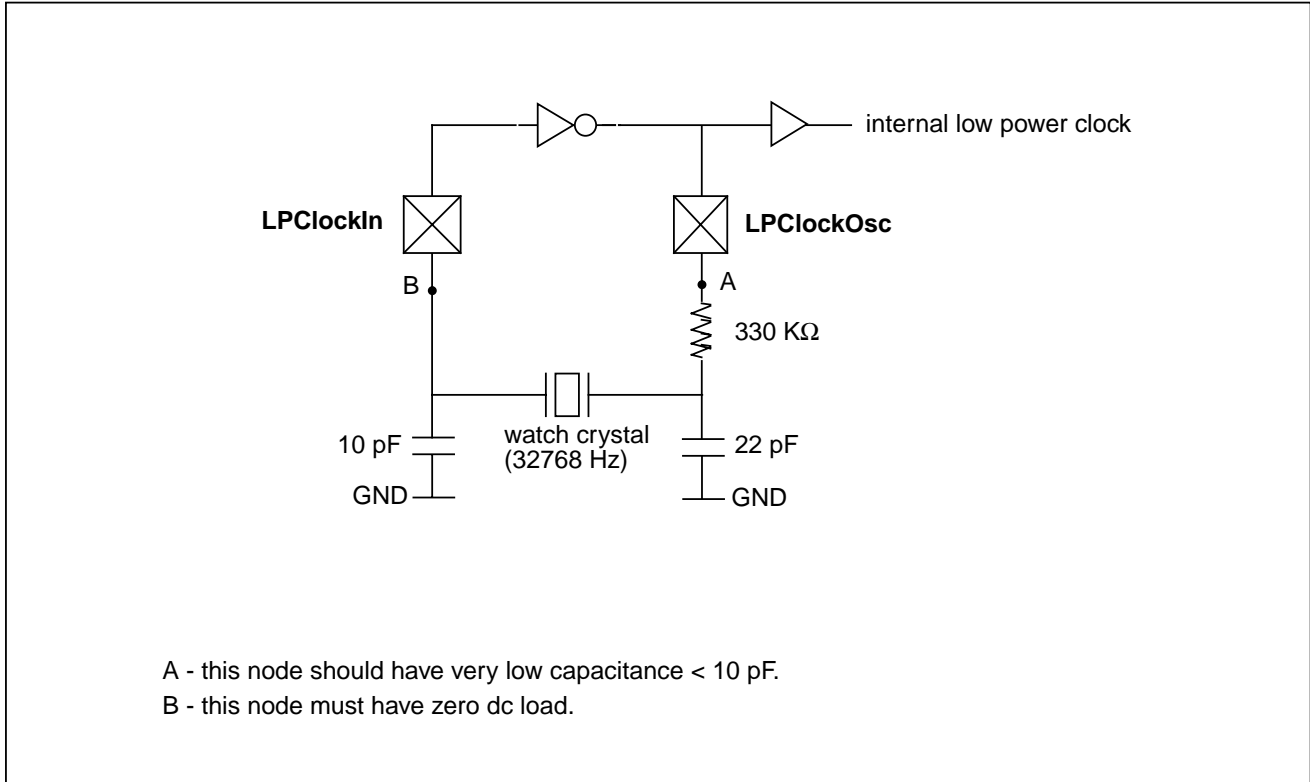 internal low power clock
LPClockIn
LPClockOsc
B
A
330 KΩ
10 pF
watch crystal
(32768 Hz)
22 pF
GND
GND
A - this node should have very low capacitance < 10 pF.
B - this node must have zero dc load.